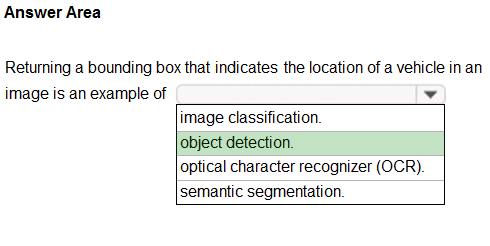 Answer Area
Returning a bounding box that indicates the location of a vehicle in an
image is an example of
image classification.
object detection.
optical character recognizer (OCR).
semantic segmentation.